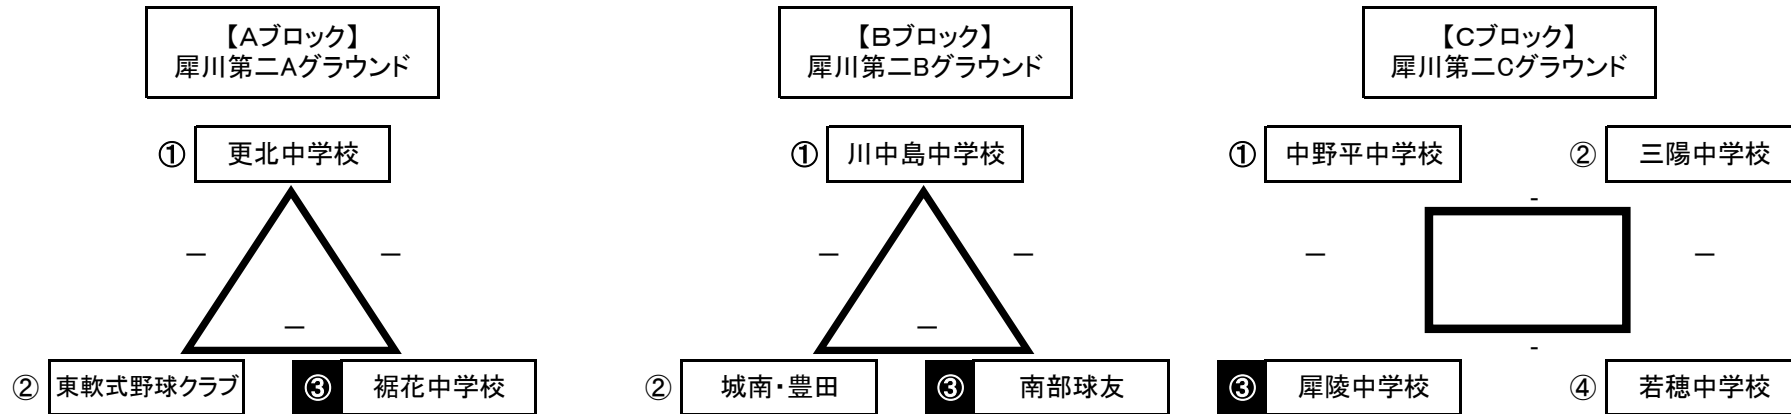 【Aブロック】
犀川第二Aグラウンド
【Bブロック】
犀川第二Bグラウンド
【Cブロック】
犀川第二Cグラウンド
① 更北中学校
① 川中島中学校
① 中野平中学校
② 三陽中学校
-
― ―
― ―
― ―
―
―
-
② 東軟式野球クラブ
③ 裾花中学校
② 城南・豊田
③ 南部球友
③ 犀陵中学校
④ 若穂中学校